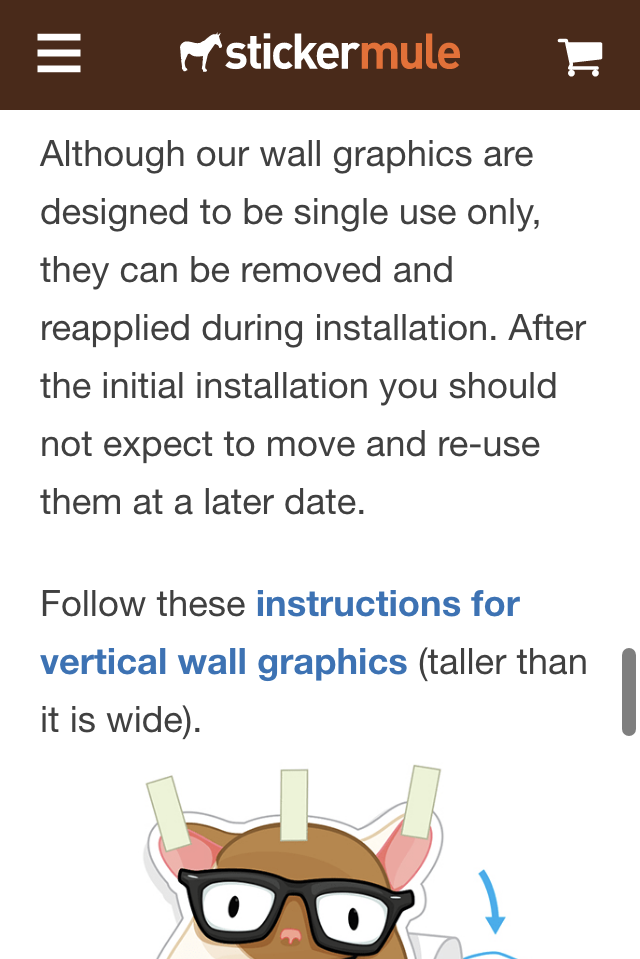 stickermule
Although our wall graphics are
designed to be single use only,
they can be removed and
reapplied during installation. After
the initial installation you should
not expect to move and re-use
them at a later date.
Follow these instructions for
vertical wall graphics (taller than
it is wide).